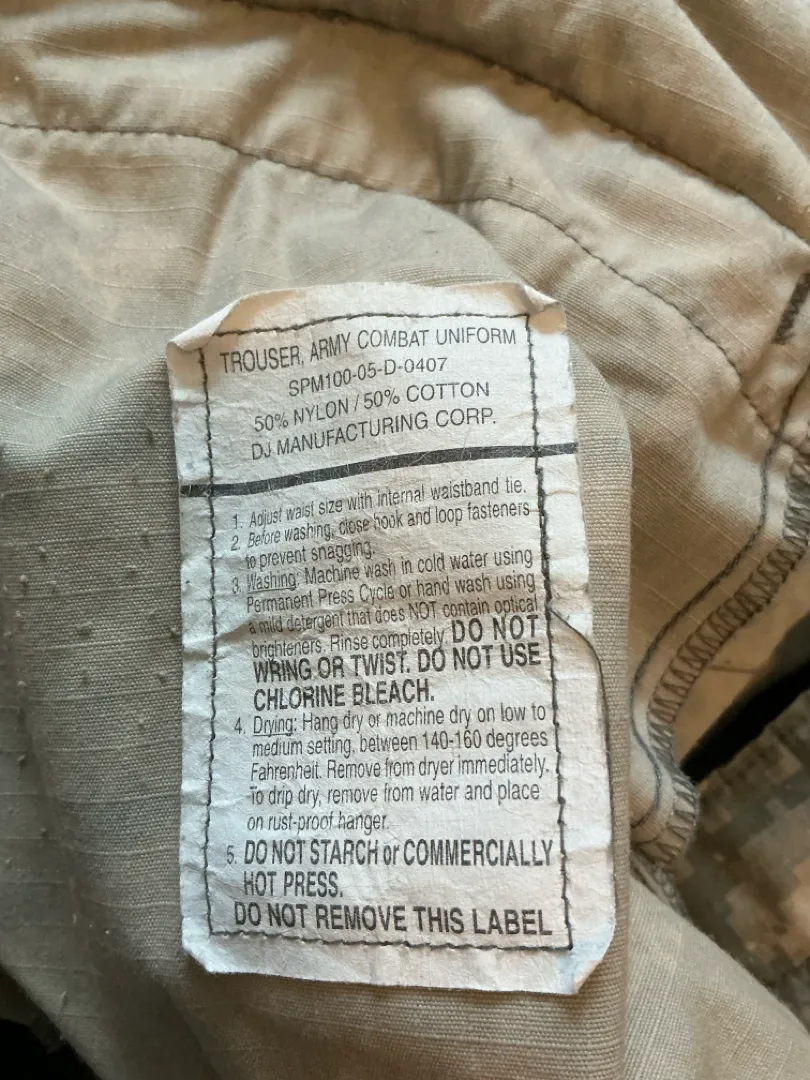 TROUSER, ARMY COMBAT UNIFORM
SPM100-05-D-0407
50% NYLON / 50% COTTON
DJ MANUFACTURING CORP.
1. Adjust waist size with internal waistband tie.
2. Before washing, close hook and loop fasteners
to prevent snagging.
3. Washing: Machine wash in cold water using
Permanent Press Cycle or hand wash using
a mild detergent that does NOT contain optical
brighteners. Rinse completely. DO NOT
WRING OR TWIST. DO NOT USE
CHLORINE BLEACH.
4. Drying: Hang dry or machine dry on low to
medium setting, between 140-160 degrees
Fahrenheit. Remove from dryer immediately.
To drip dry, remove from water and place
on rust-proof hanger.
5. DO NOT STARCH or COMMERCIALLY
HOT PRESS.
DO NOT REMOVE THIS LABEL